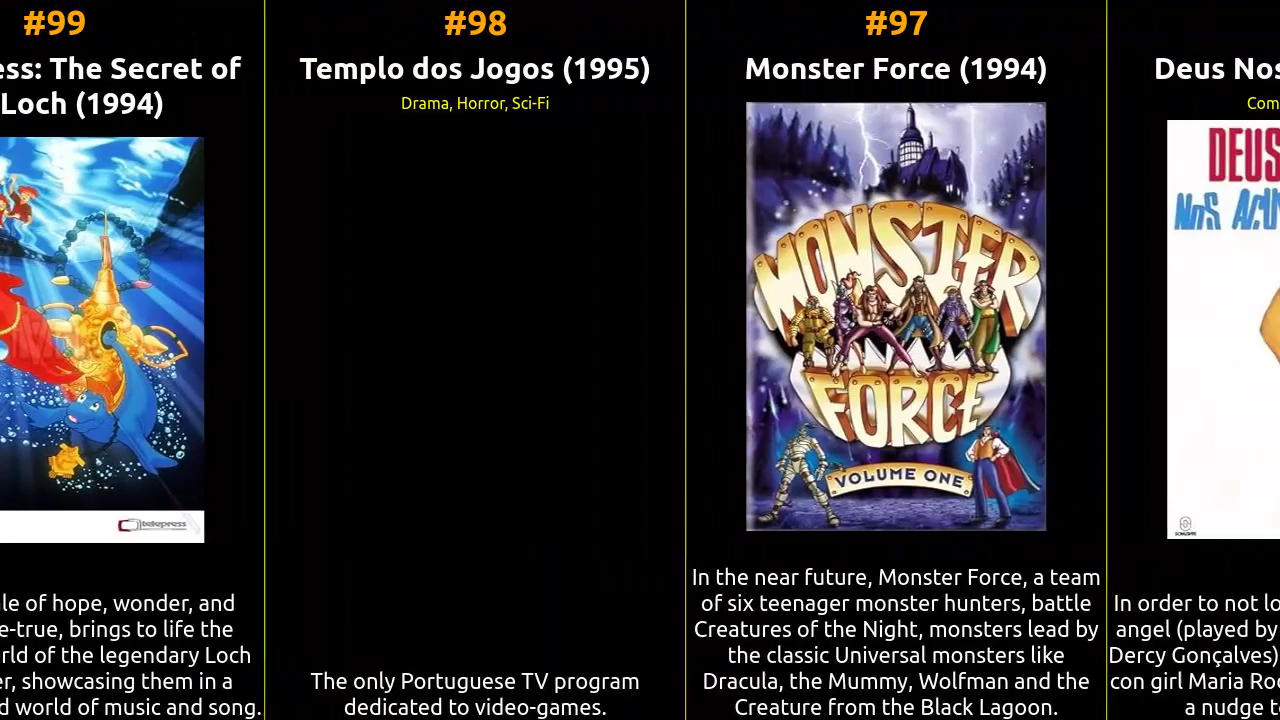 #99
ess: The Secret of
Loch (1994)
telepress
le of hope, wonder, and
e-true, brings to life the
rld of the legendary Loch
er, showcasing them in a
d world of music and song.
#98
Templo dos Jogos (1995)
Drama, Horror, Sci-Fi
The only Portuguese TV program
dedicated to video-games.
#97
Monster Force (1994)
MONSTER
FORCE
VOLUME ONE
In the near future, Monster Force, a team
of six teenager monster hunters, battle
Creatures of the Night, monsters lead by
the classic Universal monsters like
Dracula, the Mummy, Wolfman and the
Creature from the Black Lagoon.
Deus Nos
Com
DEUS
NOS ACU
In order to not lo
angel (played by
Dercy Gonçalves)
con girl Maria Ro
a nudge t